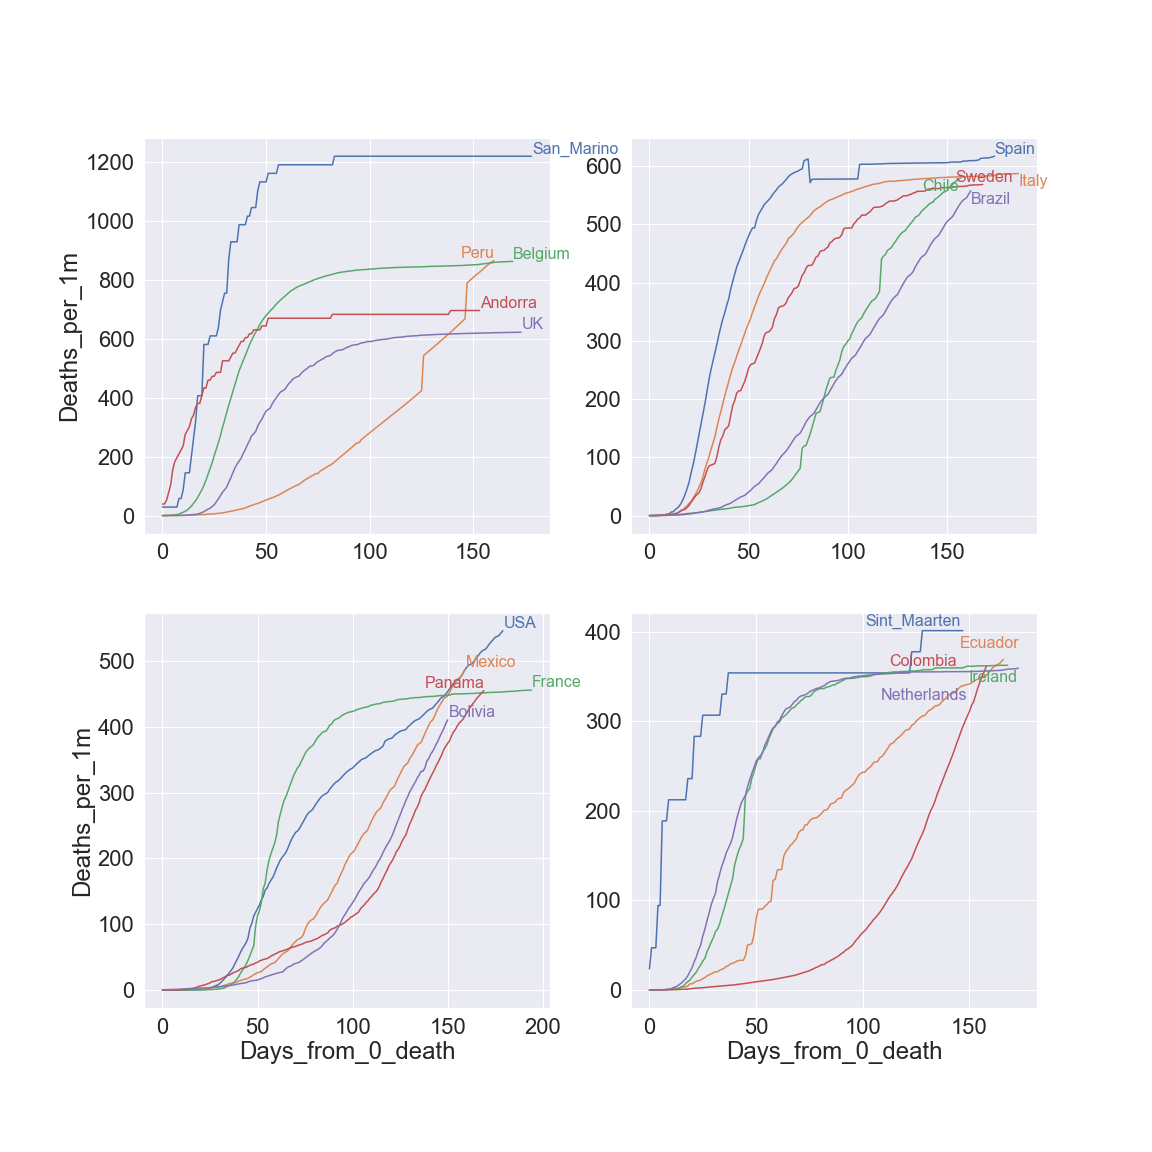 San_Marino
Peru
Belgium
Andorra
UK
1200
1000
800
600
400
200
0
Deaths_per_1m
0 50 100 150
Spain
Sweden
Chile
Italy
Brazil
600
500
400
300
200
100
0
0 50 100 150
USA
Mexico
Panama
France
Bolivia
500
400
300
200
100
0
Deaths_per_1m
0 50 100 150 200
Days_from_0_death
Sint_Maarten
Ecuador
Colombia
Ireland
Netherlands
400
300
200
100
0
0 50 100 150
Days_from_0_death